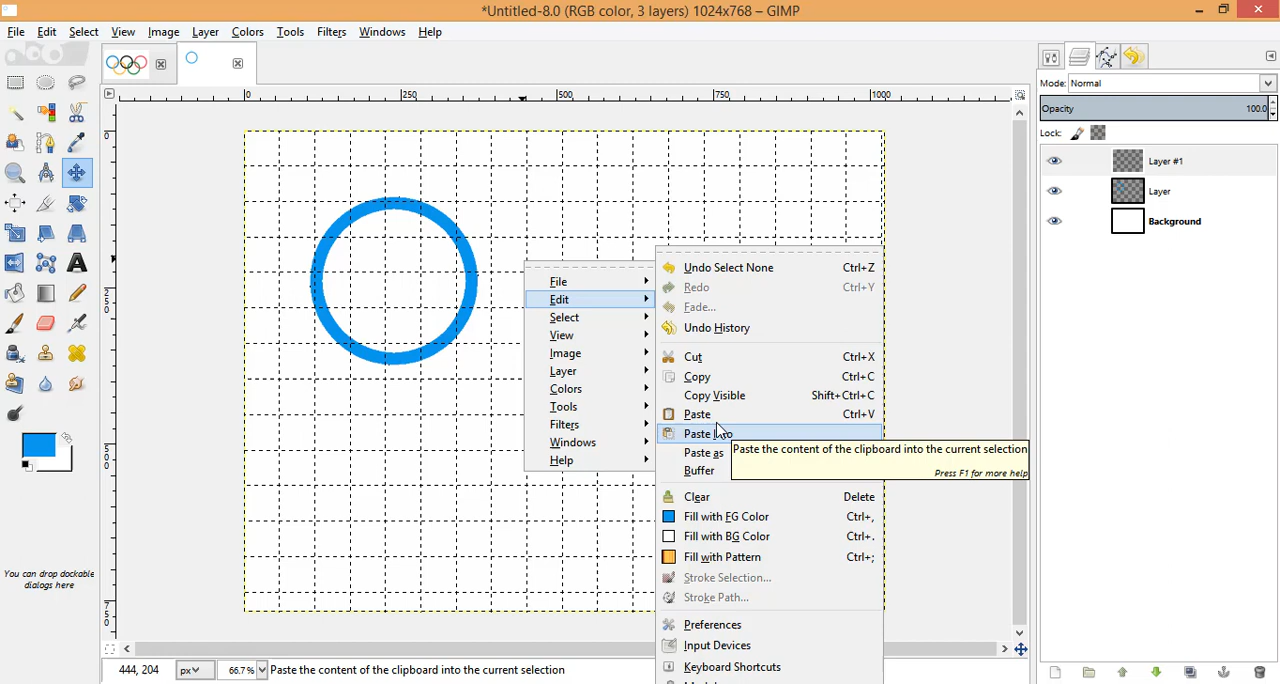 *Untitled-8.0 (RGB color, 3 layers) 1024x768 – GIMP
File Edit Select View Image Layer Colors Tools Filters Windows Help
Mode: Normal
0 250 500 750 1000
Opacity 100.0
Lock:
0
Layer #1
Layer
Background
250
500
750
File
Edit
Select
View
Image
Layer
Colors
Tools
Filters
Windows
Help
Undo Select None Ctrl+Z
Redo Ctrl+Y
Fade...
Undo History
Cut Ctrl+X
Copy Ctrl+C
Copy Visible Shift+Ctrl+C
Paste Ctrl+V
Paste
Paste as
Buffer
Paste the content of the clipboard into the current selection
Press F1 for more help
Clear Delete
Fill with FG Color Ctrl+,
Fill with BG Color Ctrl+.
Fill with Pattern Ctrl+;
Stroke Selection...
Stroke Path...
Preferences
Input Devices
Keyboard Shortcuts
You can drop dockable
dialogs here
444, 204 px 66.7% Paste the content of the clipboard into the current selection